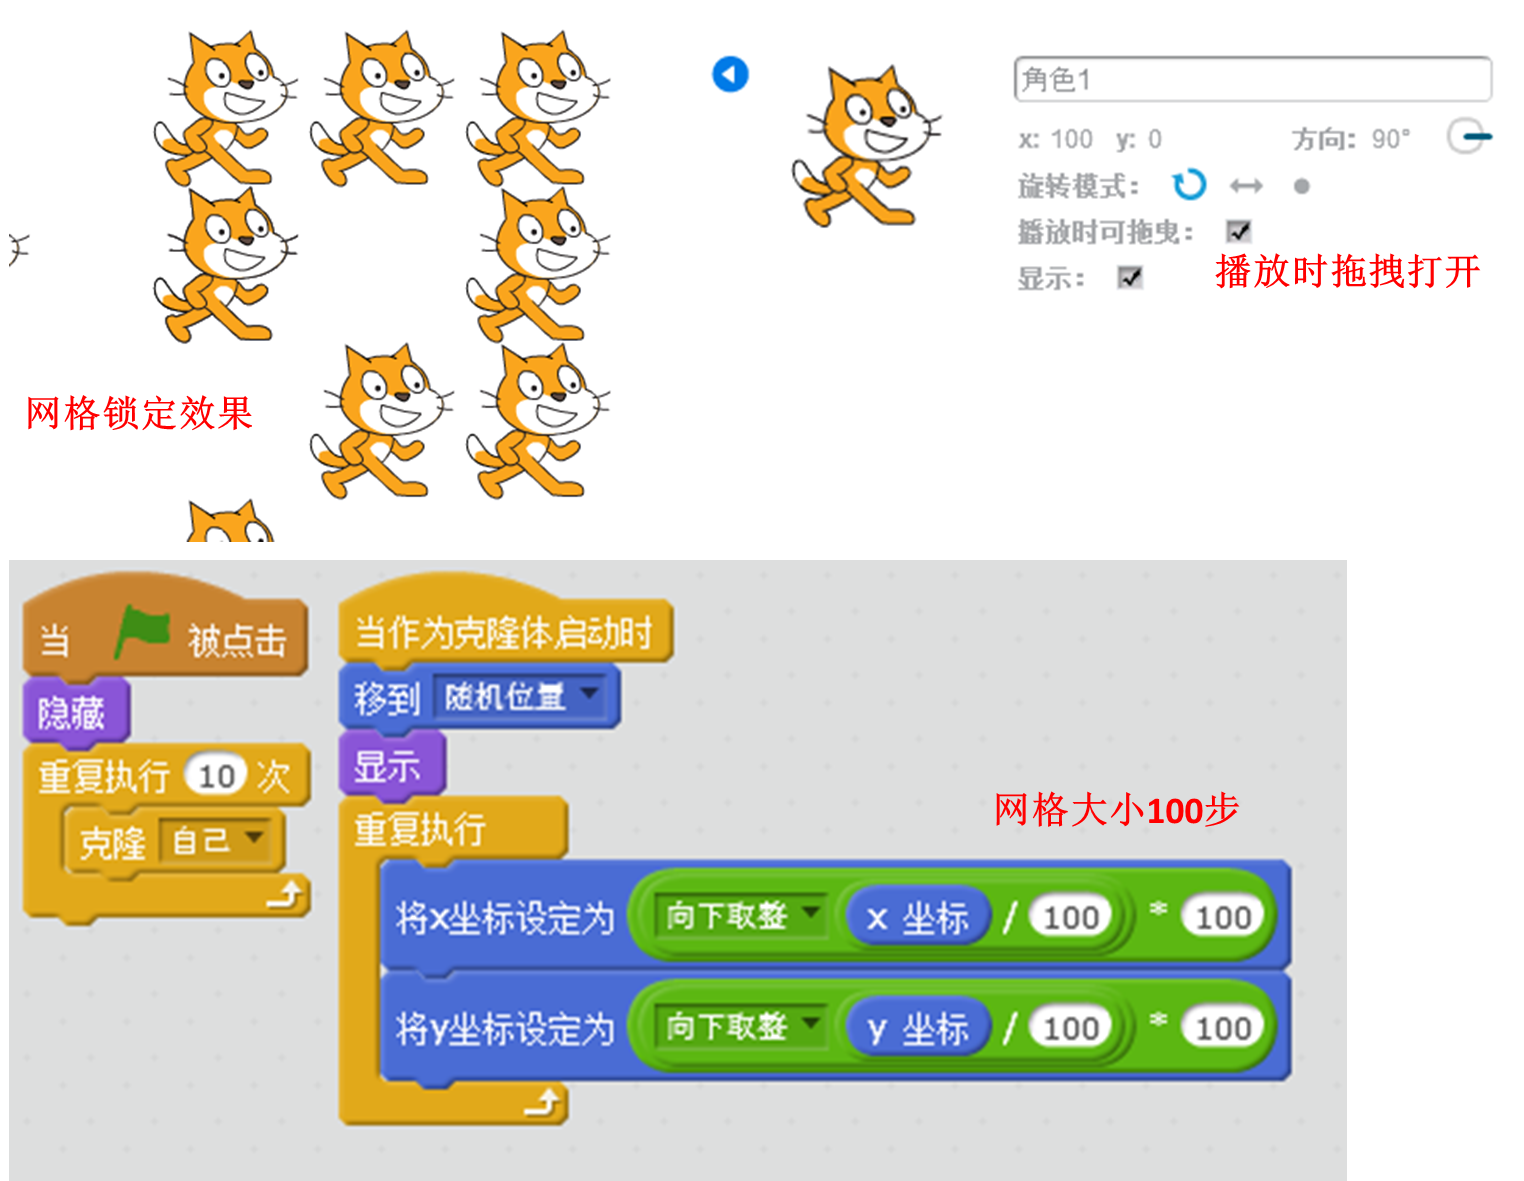 角色1
x: 100 y: 0 方向: 90°
旋转模式:
播放时可拖曳:
播放时拖拽打开
显示:
网格锁定效果
当 被点击
隐藏
重复执行 10 次
克隆 自己
当作为克隆体启动时
移到 随机位置
显示
重复执行
网格大小100步
将x坐标设定为 向下取整 x 坐标 / 100 * 100
将y坐标设定为 向下取整 y 坐标 / 100 * 100